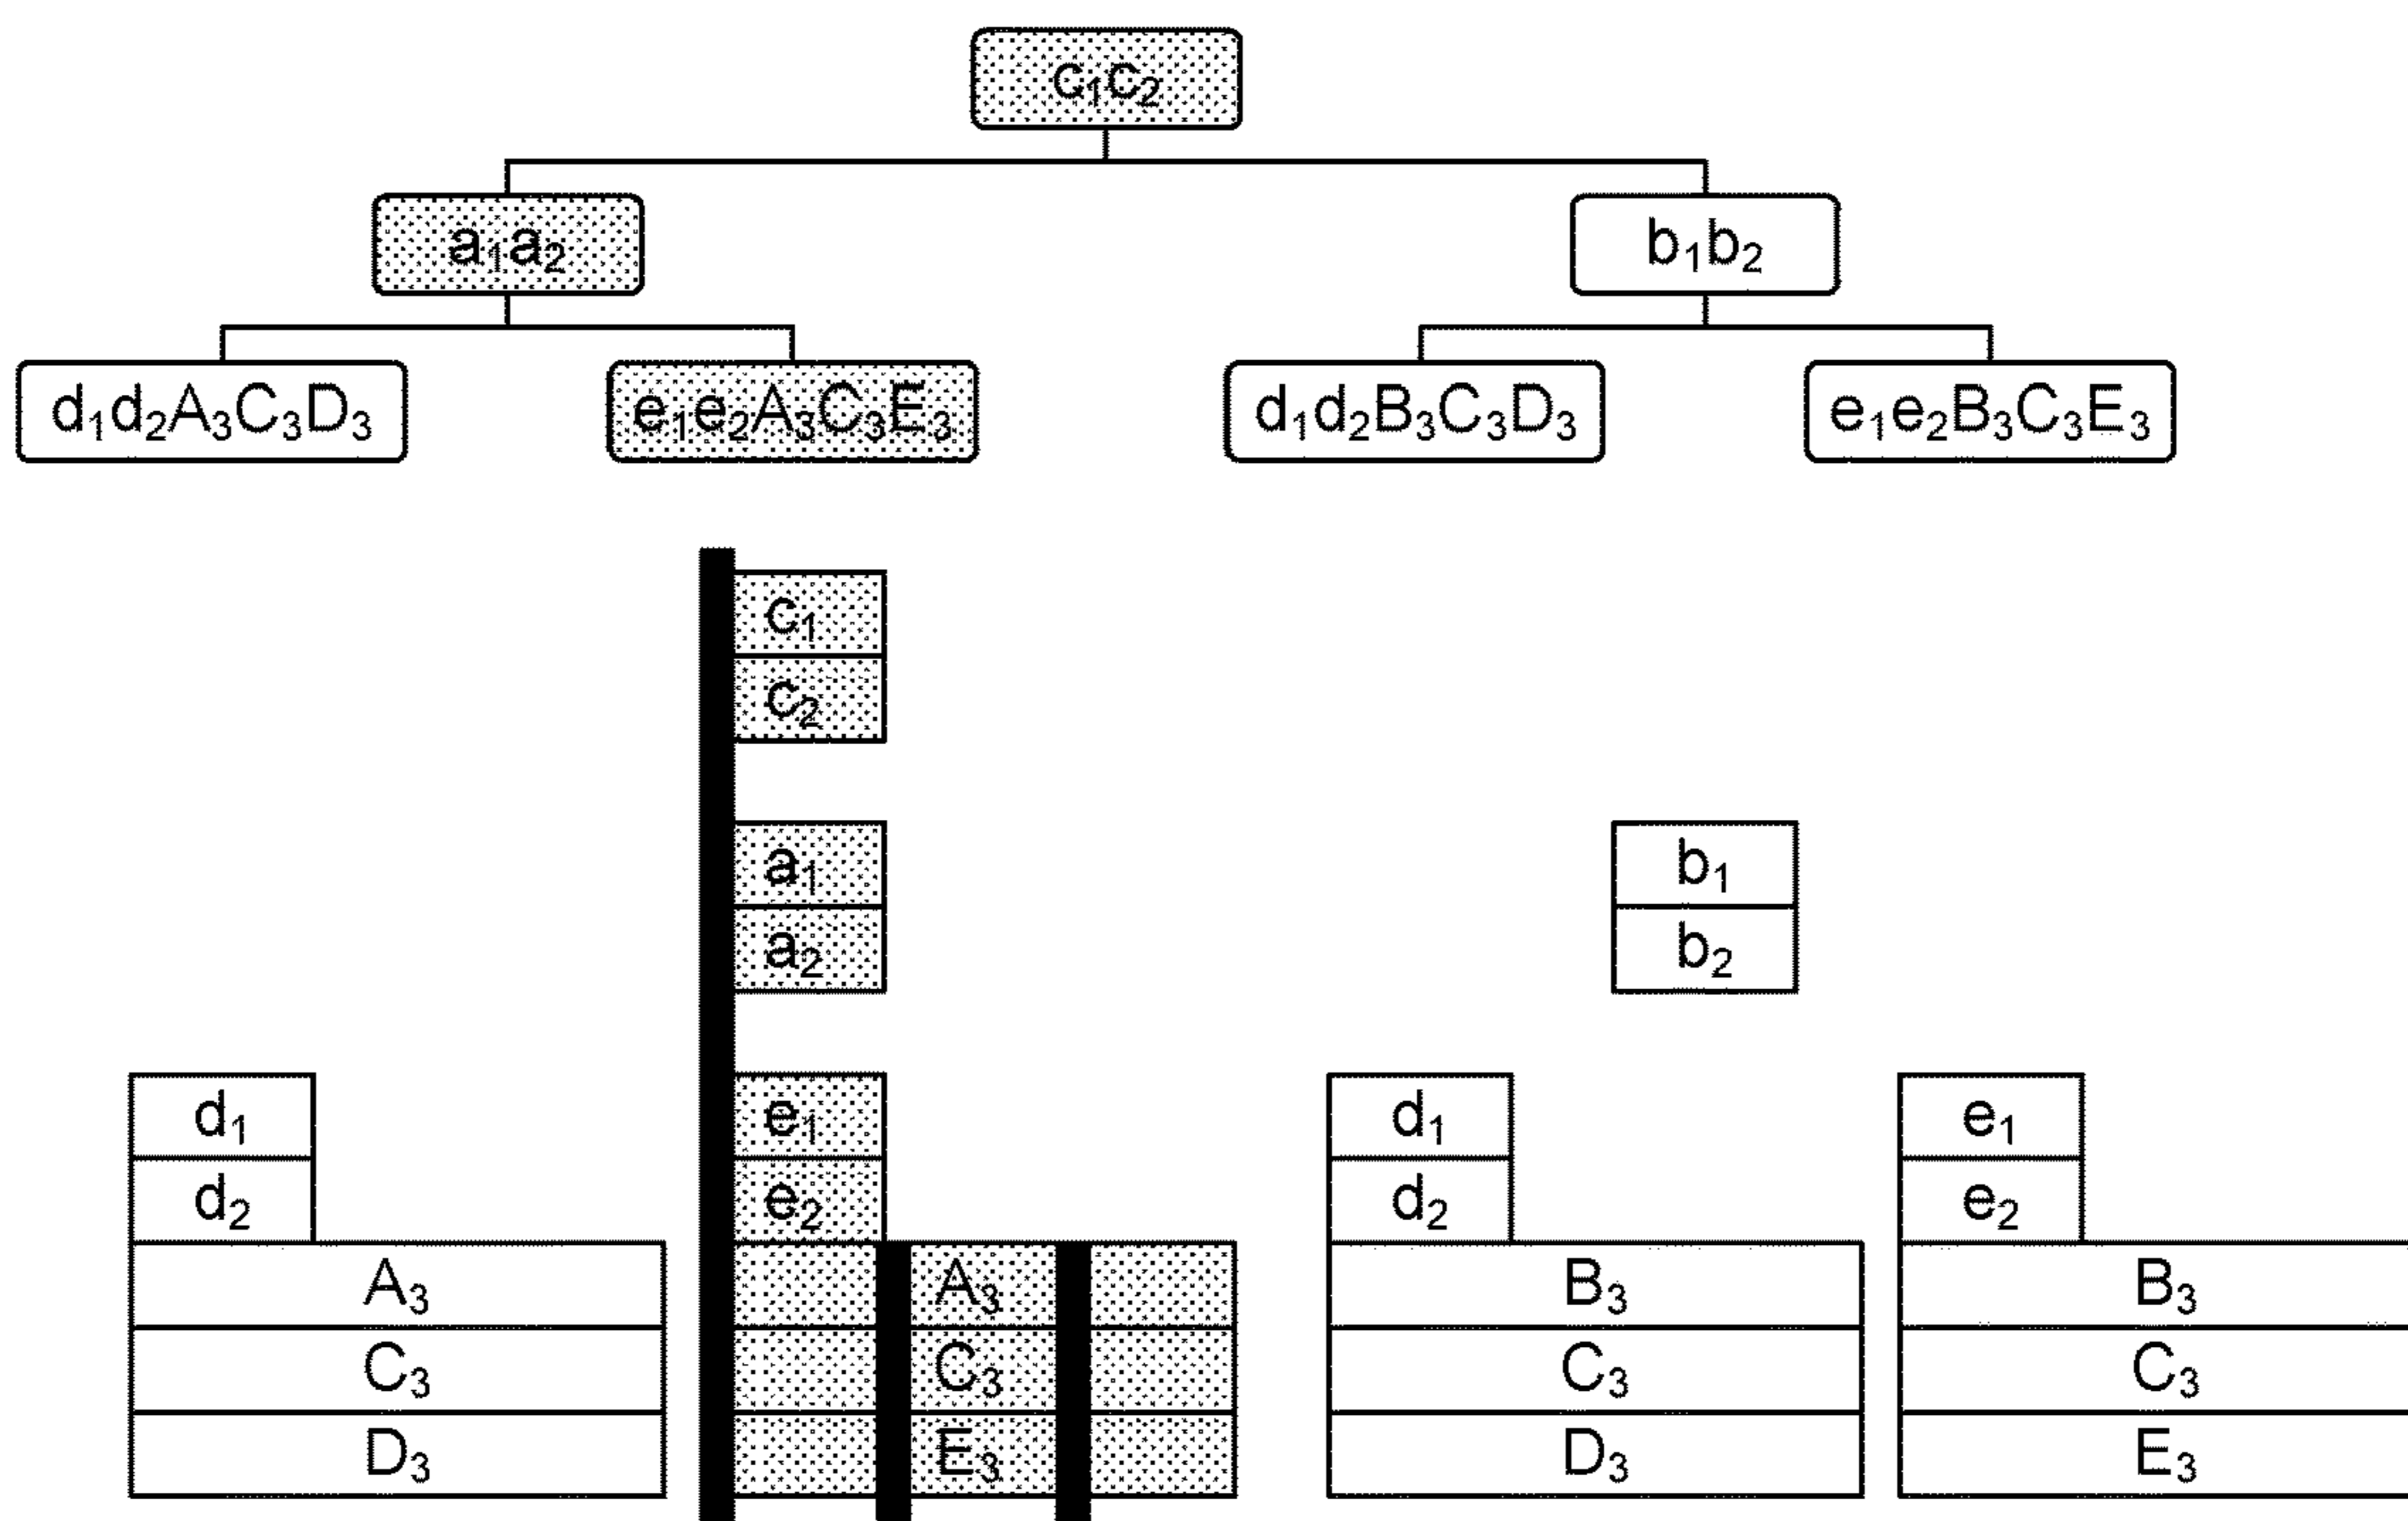 c₁c₂
a₁a₂ b₁b₂
d₁d₂A₃C₃D₃ e₁e₂A₃C₃E₃ d₁d₂B₃C₃D₃ e₁e₂B₃C₃E₃
c₁
c₂
a₁ b₁
a₂ b₂
d₁ e₁ d₁ e₁
d₂ e₂ d₂ e₂
A₃ A₃ B₃ B₃
C₃ C₃ C₃ C₃
D₃ E₃ D₃ E₃